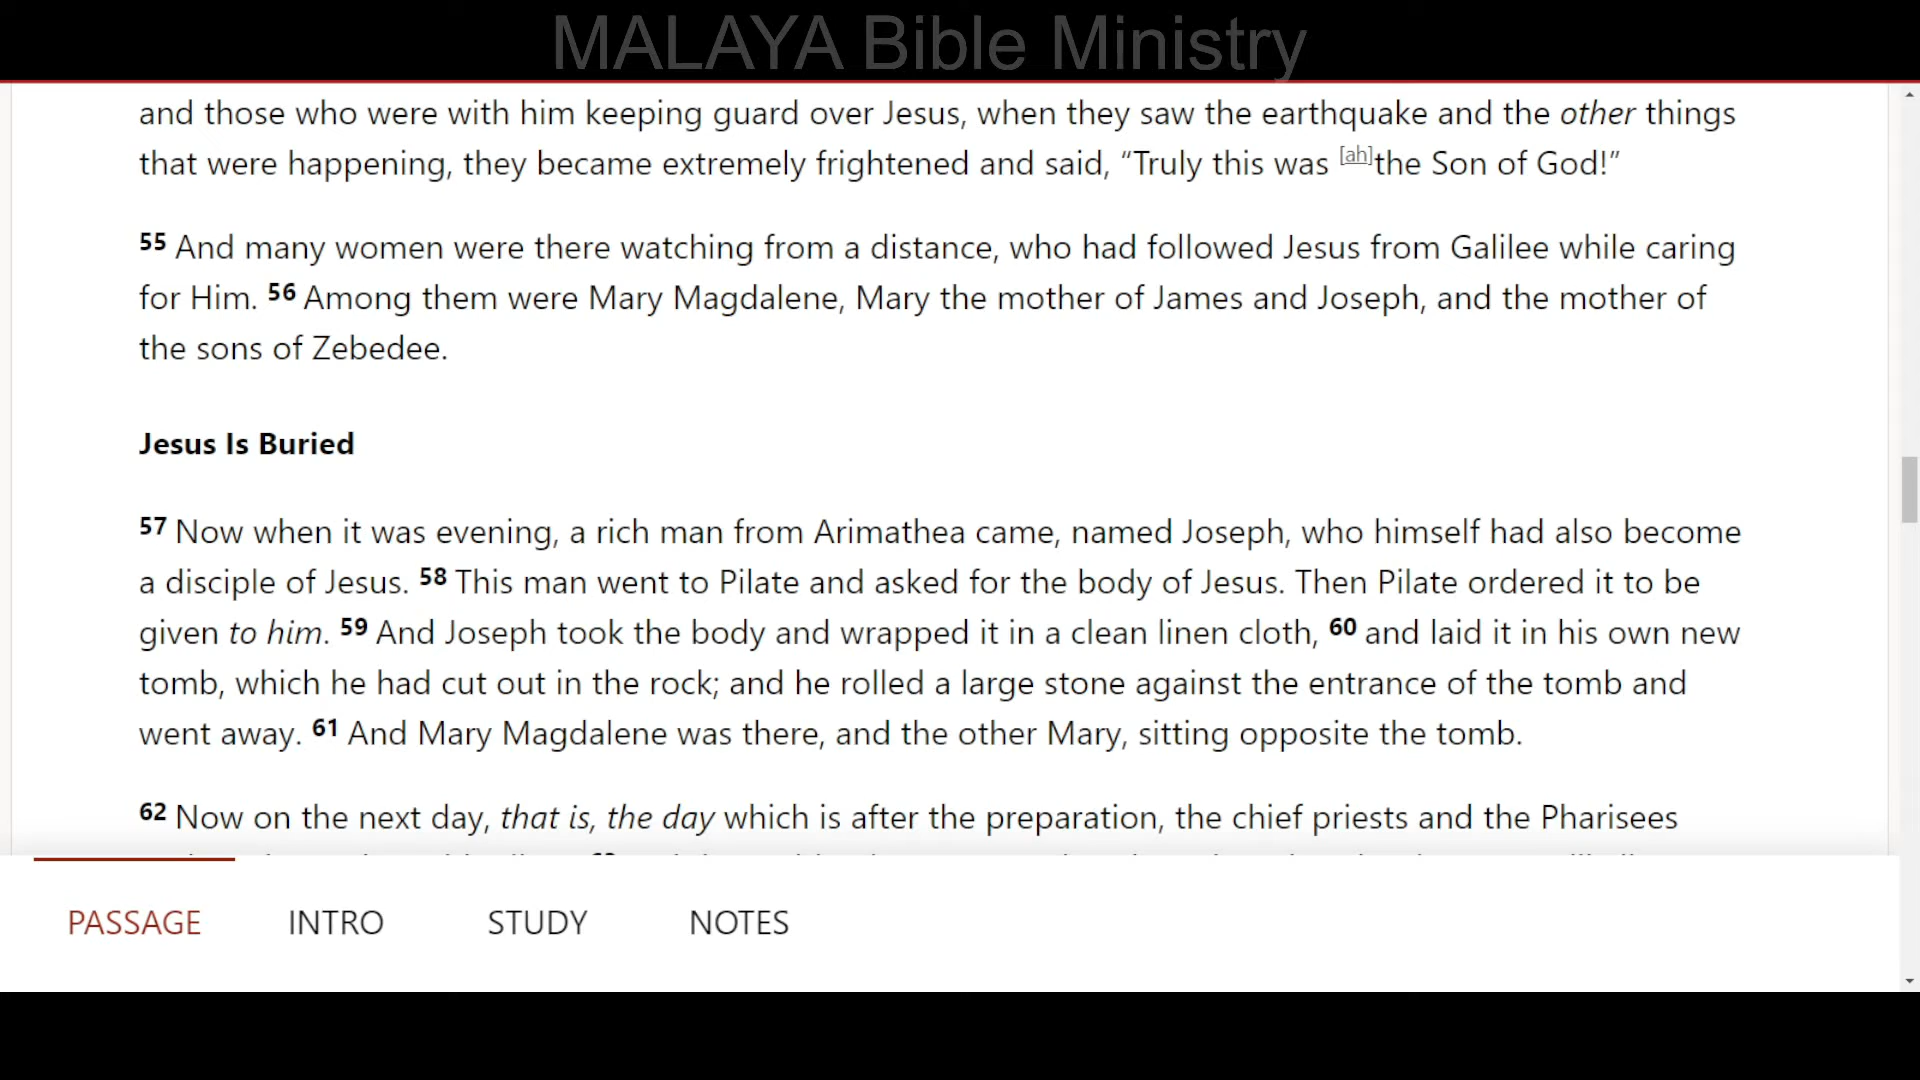 MALAYA Bible Ministry
and those who were with him keeping guard over Jesus, when they saw the earthquake and the other things
that were happening, they became extremely frightened and said, “Truly this was [ah]the Son of God!”
55 And many women were there watching from a distance, who had followed Jesus from Galilee while caring
for Him. 56 Among them were Mary Magdalene, Mary the mother of James and Joseph, and the mother of
the sons of Zebedee.
Jesus Is Buried
57 Now when it was evening, a rich man from Arimathea came, named Joseph, who himself had also become
a disciple of Jesus. 58 This man went to Pilate and asked for the body of Jesus. Then Pilate ordered it to be
given to him. 59 And Joseph took the body and wrapped it in a clean linen cloth, 60 and laid it in his own new
tomb, which he had cut out in the rock; and he rolled a large stone against the entrance of the tomb and
went away. 61 And Mary Magdalene was there, and the other Mary, sitting opposite the tomb.
62 Now on the next day, that is, the day which is after the preparation, the chief priests and the Pharisees
PASSAGE INTRO STUDY NOTES